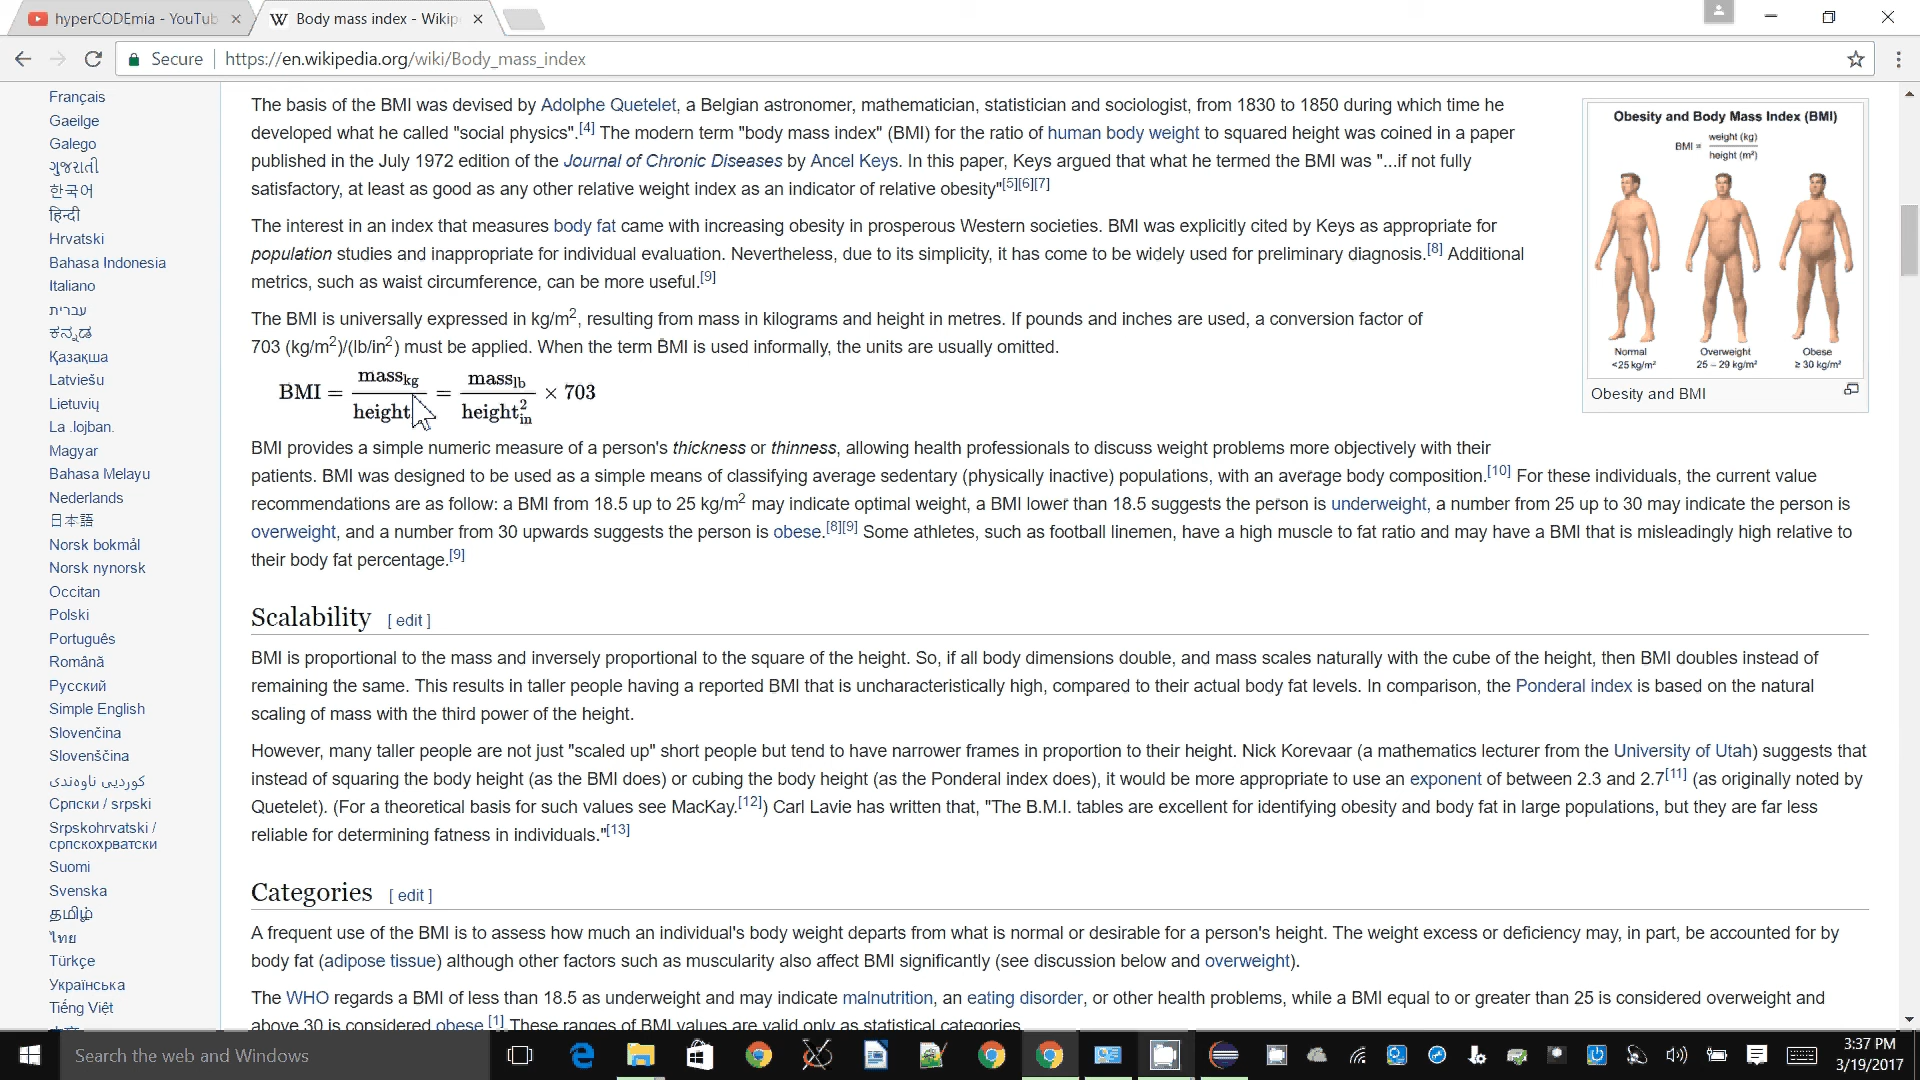 hyperCODEmia - YouTub
Body mass index - Wikip
Secure
https://en.wikipedia.org/wiki/Body_mass_index
Français
Gaeilge
Galego
ગુજરાતી
한국어
हिन्दी
Hrvatski
Bahasa Indonesia
Italiano
עברית
ಕನ್ನಡ
Қазақша
Latviešu
Lietuvių
La .lojban.
Magyar
Bahasa Melayu
Nederlands
日本語
Norsk bokmål
Norsk nynorsk
Occitan
Polski
Português
Română
Русский
Simple English
Slovenčina
Slovenščina
کوردیی ناوەندی
Српски / srpski
Srpskohrvatski /
српскохрватски
Suomi
Svenska
தமிழ்
ไทย
Türkçe
Українська
Tiếng Việt
The basis of the BMI was devised by Adolphe Quetelet, a Belgian astronomer, mathematician, statistician and sociologist, from 1830 to 1850 during which time he
developed what he called "social physics".[4] The modern term "body mass index" (BMI) for the ratio of human body weight to squared height was coined in a paper
published in the July 1972 edition of the Journal of Chronic Diseases by Ancel Keys. In this paper, Keys argued that what he termed the BMI was "...if not fully
satisfactory, at least as good as any other relative weight index as an indicator of relative obesity"[5][6][7]
The interest in an index that measures body fat came with increasing obesity in prosperous Western societies. BMI was explicitly cited by Keys as appropriate for
population studies and inappropriate for individual evaluation. Nevertheless, due to its simplicity, it has come to be widely used for preliminary diagnosis.[8] Additional
metrics, such as waist circumference, can be more useful.[9]
The BMI is universally expressed in kg/m², resulting from mass in kilograms and height in metres. If pounds and inches are used, a conversion factor of
703 (kg/m²)/(lb/in²) must be applied. When the term BMI is used informally, the units are usually omitted.
BMI = mass kg / height = mass lb / height² in × 703
BMI provides a simple numeric measure of a person's thickness or thinness, allowing health professionals to discuss weight problems more objectively with their
patients. BMI was designed to be used as a simple means of classifying average sedentary (physically inactive) populations, with an average body composition.[10] For these individuals, the current value
recommendations are as follow: a BMI from 18.5 up to 25 kg/m² may indicate optimal weight, a BMI lower than 18.5 suggests the person is underweight, a number from 25 up to 30 may indicate the person is
overweight, and a number from 30 upwards suggests the person is obese.[8][9] Some athletes, such as football linemen, have a high muscle to fat ratio and may have a BMI that is misleadingly high relative to
their body fat percentage.[9]
Obesity and Body Mass Index (BMI)
BMI = weight (kg) / height (m²)
Normal
<25 kg/m²
Overweight
25 – 29 kg/m²
Obese
≥ 30 kg/m²
Obesity and BMI
Scalability [ edit ]
BMI is proportional to the mass and inversely proportional to the square of the height. So, if all body dimensions double, and mass scales naturally with the cube of the height, then BMI doubles instead of
remaining the same. This results in taller people having a reported BMI that is uncharacteristically high, compared to their actual body fat levels. In comparison, the Ponderal index is based on the natural
scaling of mass with the third power of the height.
However, many taller people are not just "scaled up" short people but tend to have narrower frames in proportion to their height. Nick Korevaar (a mathematics lecturer from the University of Utah) suggests that
instead of squaring the body height (as the BMI does) or cubing the body height (as the Ponderal index does), it would be more appropriate to use an exponent of between 2.3 and 2.7[11] (as originally noted by
Quetelet). (For a theoretical basis for such values see MacKay.[12]) Carl Lavie has written that, "The B.M.I. tables are excellent for identifying obesity and body fat in large populations, but they are far less
reliable for determining fatness in individuals."[13]
Categories [ edit ]
A frequent use of the BMI is to assess how much an individual's body weight departs from what is normal or desirable for a person's height. The weight excess or deficiency may, in part, be accounted for by
body fat (adipose tissue) although other factors such as muscularity also affect BMI significantly (see discussion below and overweight).
The WHO regards a BMI of less than 18.5 as underweight and may indicate malnutrition, an eating disorder, or other health problems, while a BMI equal to or greater than 25 is considered overweight and
above 30 is considered obese.[1] These ranges of BMI values are valid only as statistical categories
Search the web and Windows
3:37 PM
3/19/2017